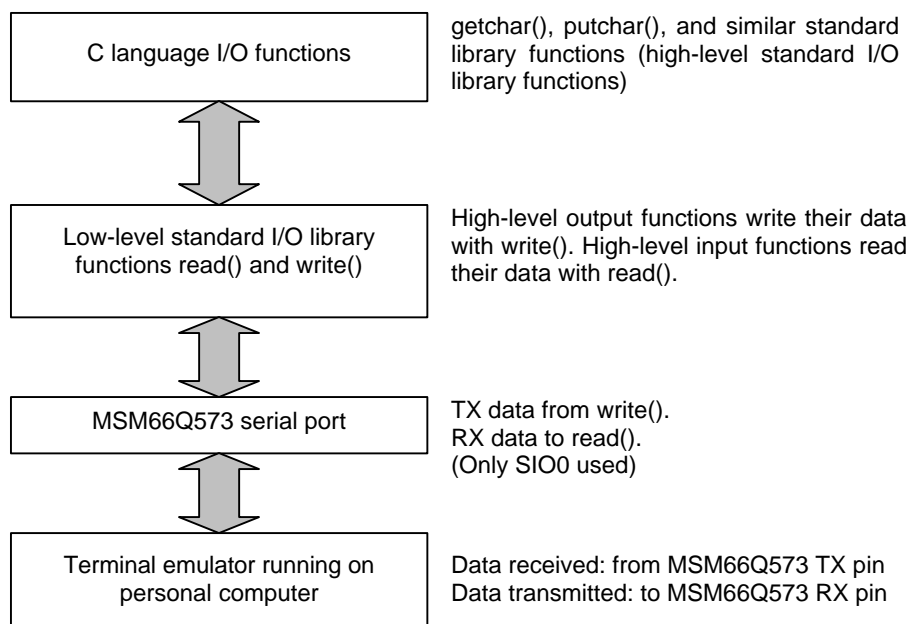 C language I/O functions
getchar(), putchar(), and similar standard
library functions (high-level standard I/O
library functions)
Low-level standard I/O library
functions read() and write()
High-level output functions write their data
with write(). High-level input functions read
their data with read().
MSM66Q573 serial port
TX data from write().
RX data to read().
(Only SIO0 used)
Terminal emulator running on
personal computer
Data received: from MSM66Q573 TX pin
Data transmitted: to MSM66Q573 RX pin